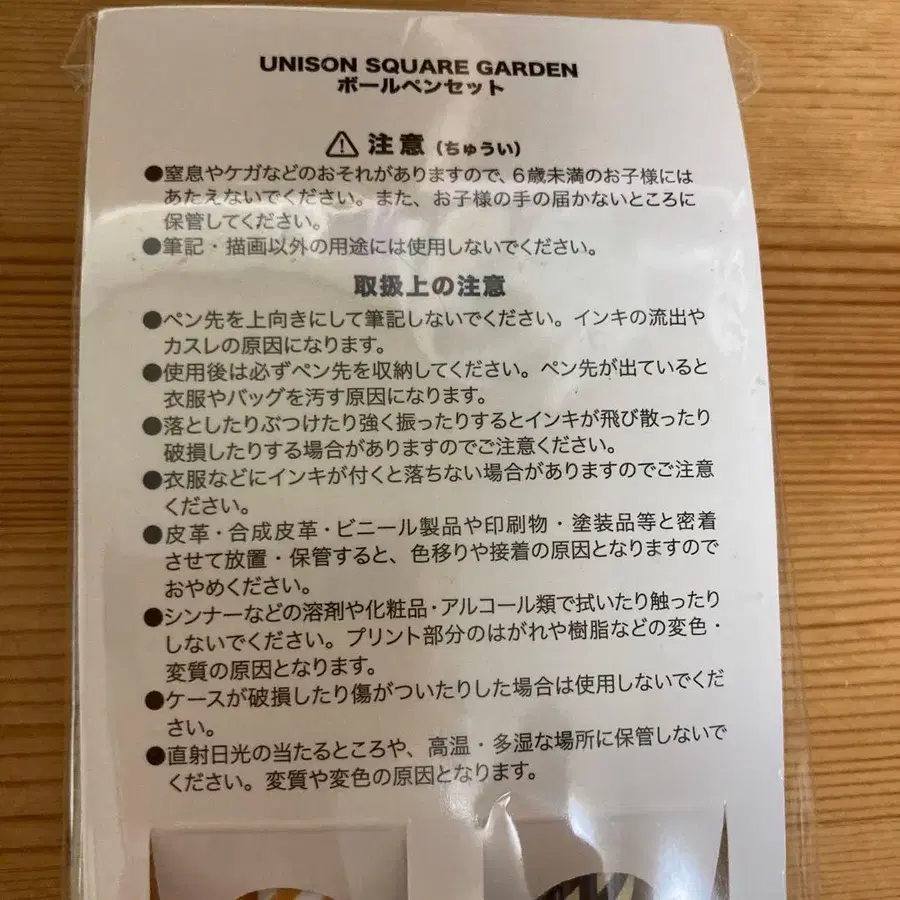 UNISON SQUARE GARDEN
ボールペンセット
⚠ 注意（ちゅうい）
●窒息やケガなどのおそれがありますので、6歳未満のお子様には
あたえないでください。また、お子様の手の届かないところに
保管してください。
●筆記・描画以外の用途には使用しないでください。
取扱上の注意
●ペン先を上向きにして筆記しないでください。インキの流出や
カスレの原因になります。
●使用後は必ずペン先を収納してください。ペン先が出ていると
衣服やバッグを汚す原因になります。
●落としたりぶつけたり強く振ったりするとインキが飛び散ったり
破損したりする場合がありますのでご注意ください。
●衣服などにインキが付くと落ちない場合がありますのでご注意
ください。
●皮革・合成皮革・ビニール製品や印刷物・塗装品等と密着
させて放置・保管すると、色移りや接着の原因となりますので
おやめください。
●シンナーなどの溶剤や化粧品・アルコール類で拭いたり触ったり
しないでください。プリント部分のはがれや樹脂などの変色・
変質の原因となります。
●ケースが破損したり傷がついたりした場合は使用しないでくだ
さい。
●直射日光の当たるところや、高温・多湿な場所に保管しないで
ください。変質や変色の原因となります。